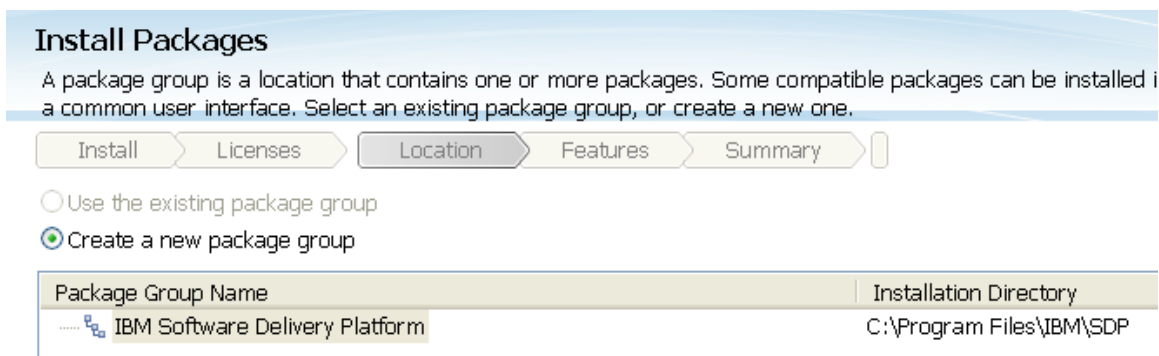 Install Packages
A package group is a location that contains one or more packages. Some compatible packages can be installed i
a common user interface. Select an existing package group, or create a new one.
Install Licenses Location Features Summary
Use the existing package group
Create a new package group
Package Group Name Installation Directory
IBM Software Delivery Platform C:\Program Files\IBM\SDP